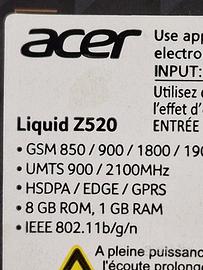 acer
Use app
electro
INPUT:
Utilisez
l'effet d'
ENTRÉE
Liquid Z520
• GSM 850 / 900 / 1800 / 190
• UMTS 900 / 2100MHz
• HSDPA / EDGE / GPRS
• 8 GB ROM, 1 GB RAM
• IEEE 802.11b/g/n
A pleine puissanc
l'écoute prolongé